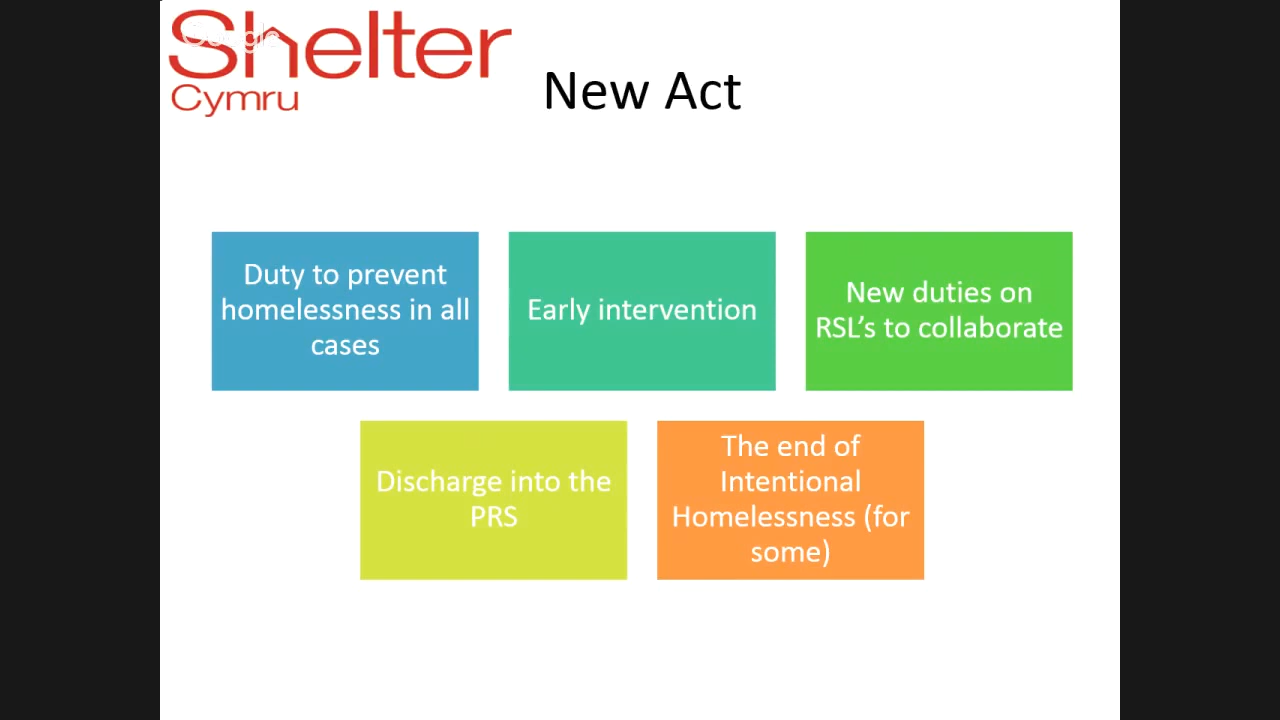 Shelter
Google
Cymru
New Act
Duty to prevent
homelessness in all
cases
Early intervention
New duties on
RSL’s to collaborate
Discharge into the
PRS
The end of
Intentional
Homelessness (for
some)